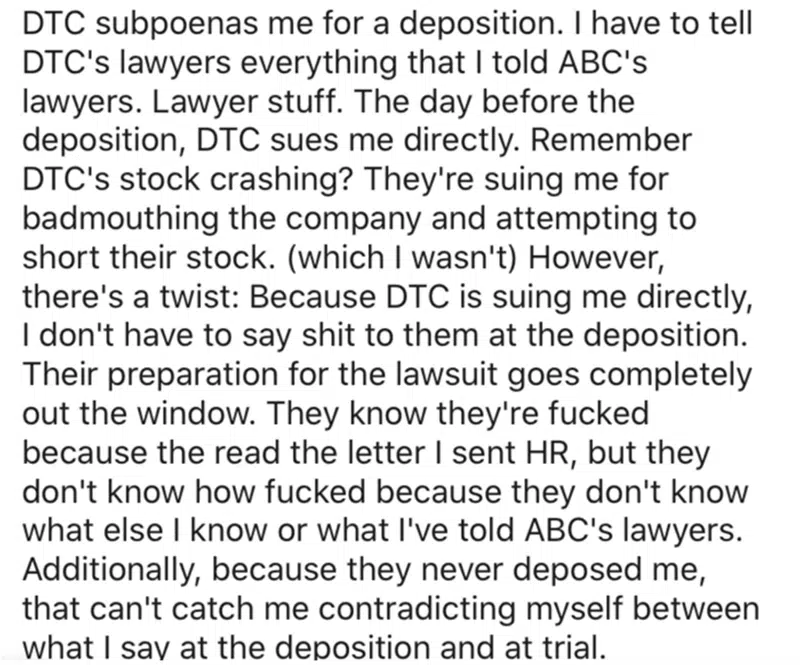 DTC subpoenas me for a deposition. I have to tell
DTC's lawyers everything that I told ABC's
lawyers. Lawyer stuff. The day before the
deposition, DTC sues me directly. Remember
DTC's stock crashing? They're suing me for
badmouthing the company and attempting to
short their stock. (which I wasn't) However,
there's a twist: Because DTC is suing me directly,
I don't have to say shit to them at the deposition.
Their preparation for the lawsuit goes completely
out the window. They know they're fucked
because the read the letter I sent HR, but they
don't know how fucked because they don't know
what else I know or what I've told ABC's lawyers.
Additionally, because they never deposed me,
that can't catch me contradicting myself between
what I say at the deposition and at trial.